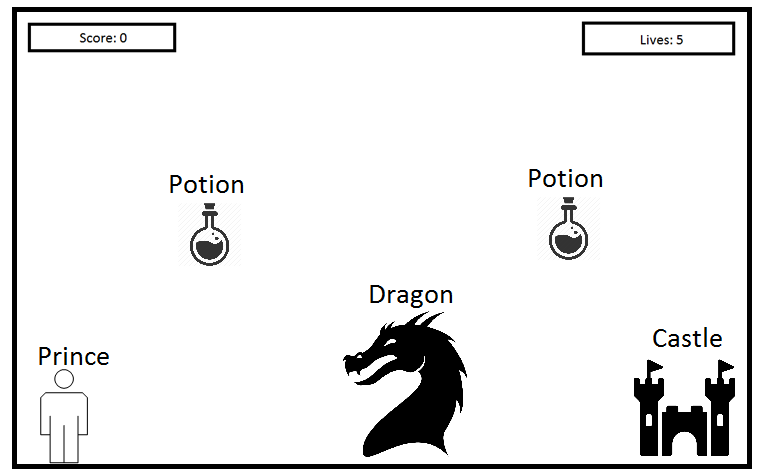 Score: 0
Lives: 5
Potion
Potion
Dragon
Castle
Prince